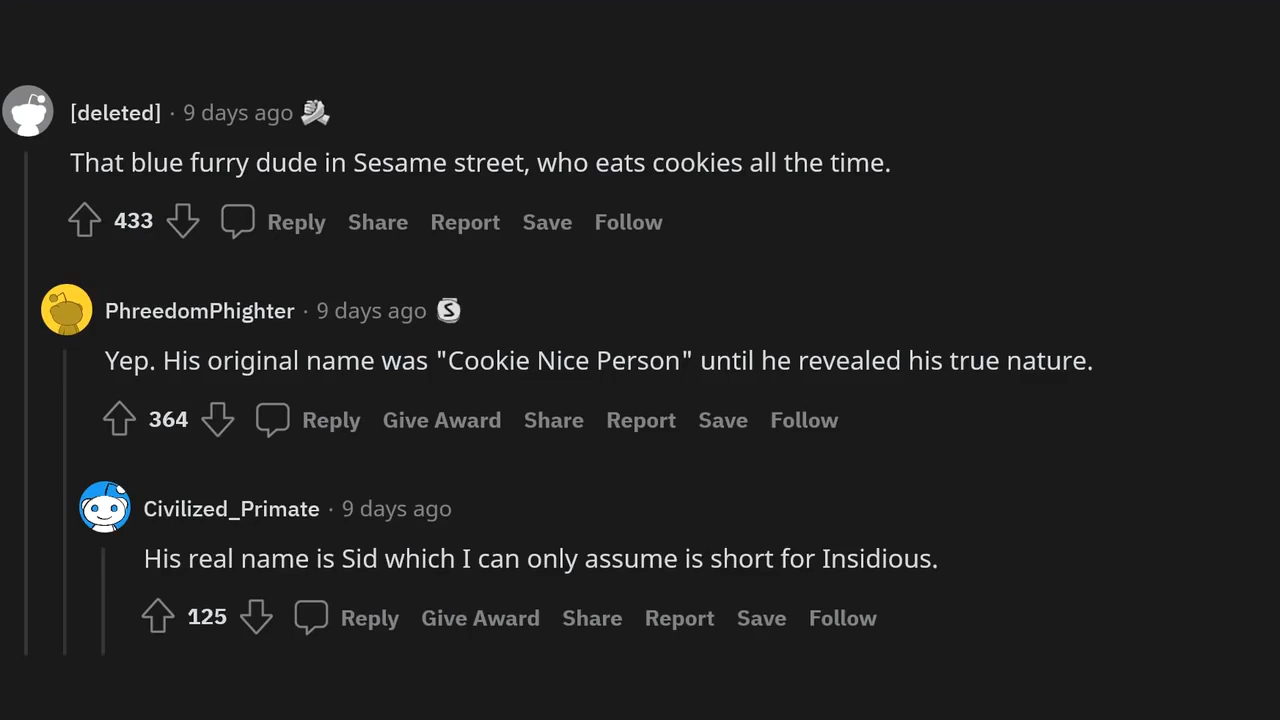 [deleted] · 9 days ago
That blue furry dude in Sesame street, who eats cookies all the time.
433 Reply Share Report Save Follow
PhreedomPhighter · 9 days ago S
Yep. His original name was "Cookie Nice Person" until he revealed his true nature.
364 Reply Give Award Share Report Save Follow
Civilized_Primate · 9 days ago
His real name is Sid which I can only assume is short for Insidious.
125 Reply Give Award Share Report Save Follow